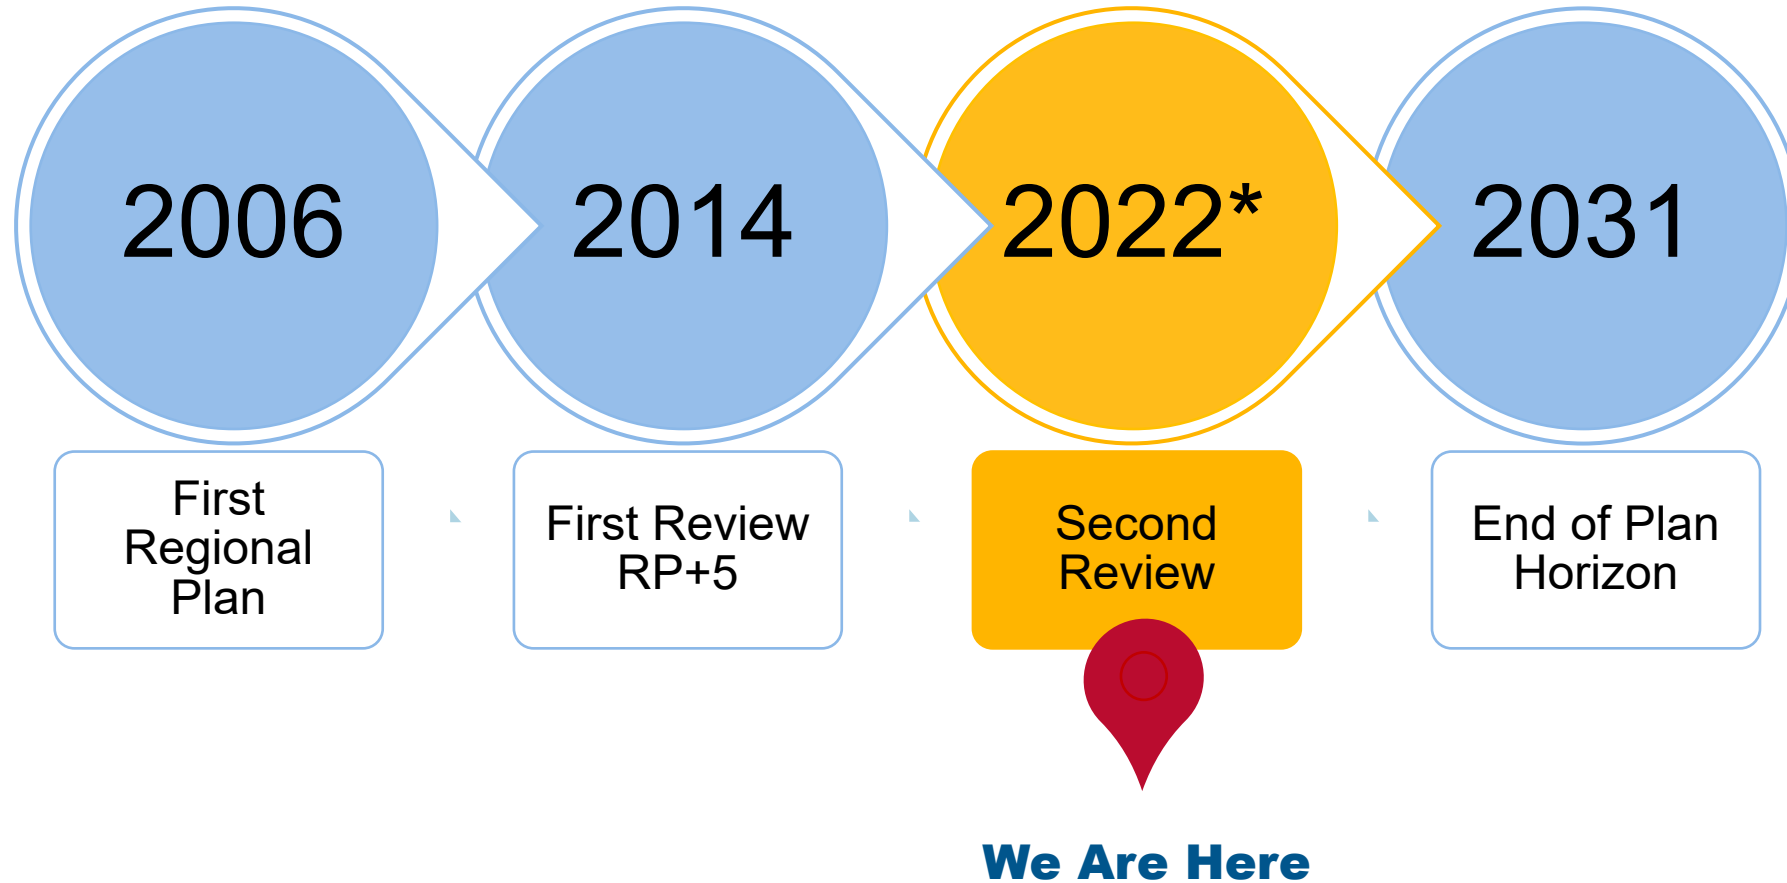 2006
2014
2022*
2031
First
Regional
Plan
First Review
RP+5
Second
Review
End of Plan
Horizon
We Are Here